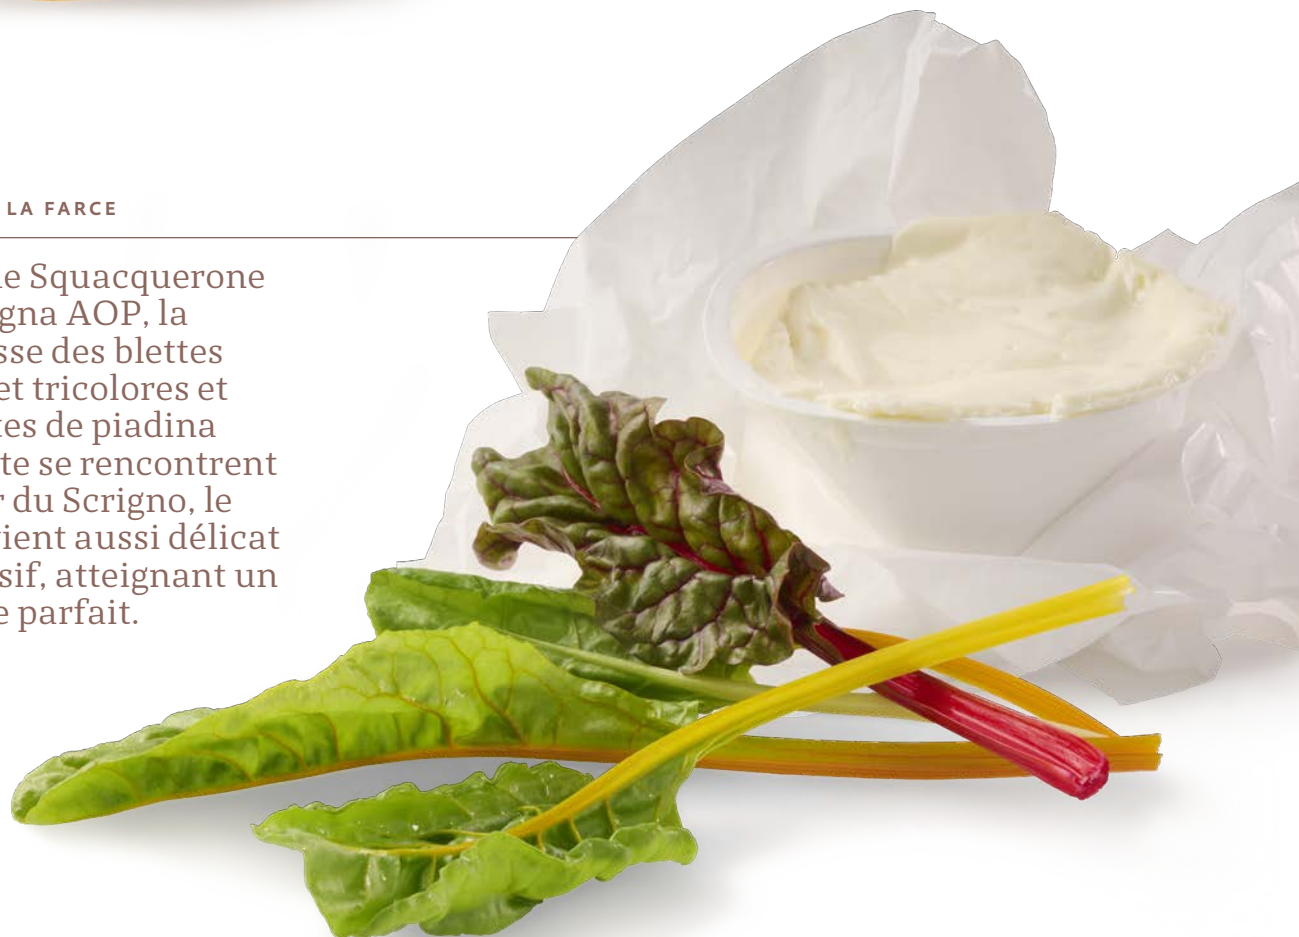 LA FARCE
e Squacquerone
gna AOP, la
sse des blettes
et tricolores et
tes de piadina
te se rencontrent
r du Scrigno, le
vient aussi délicat
sif, atteignant un
e parfait.